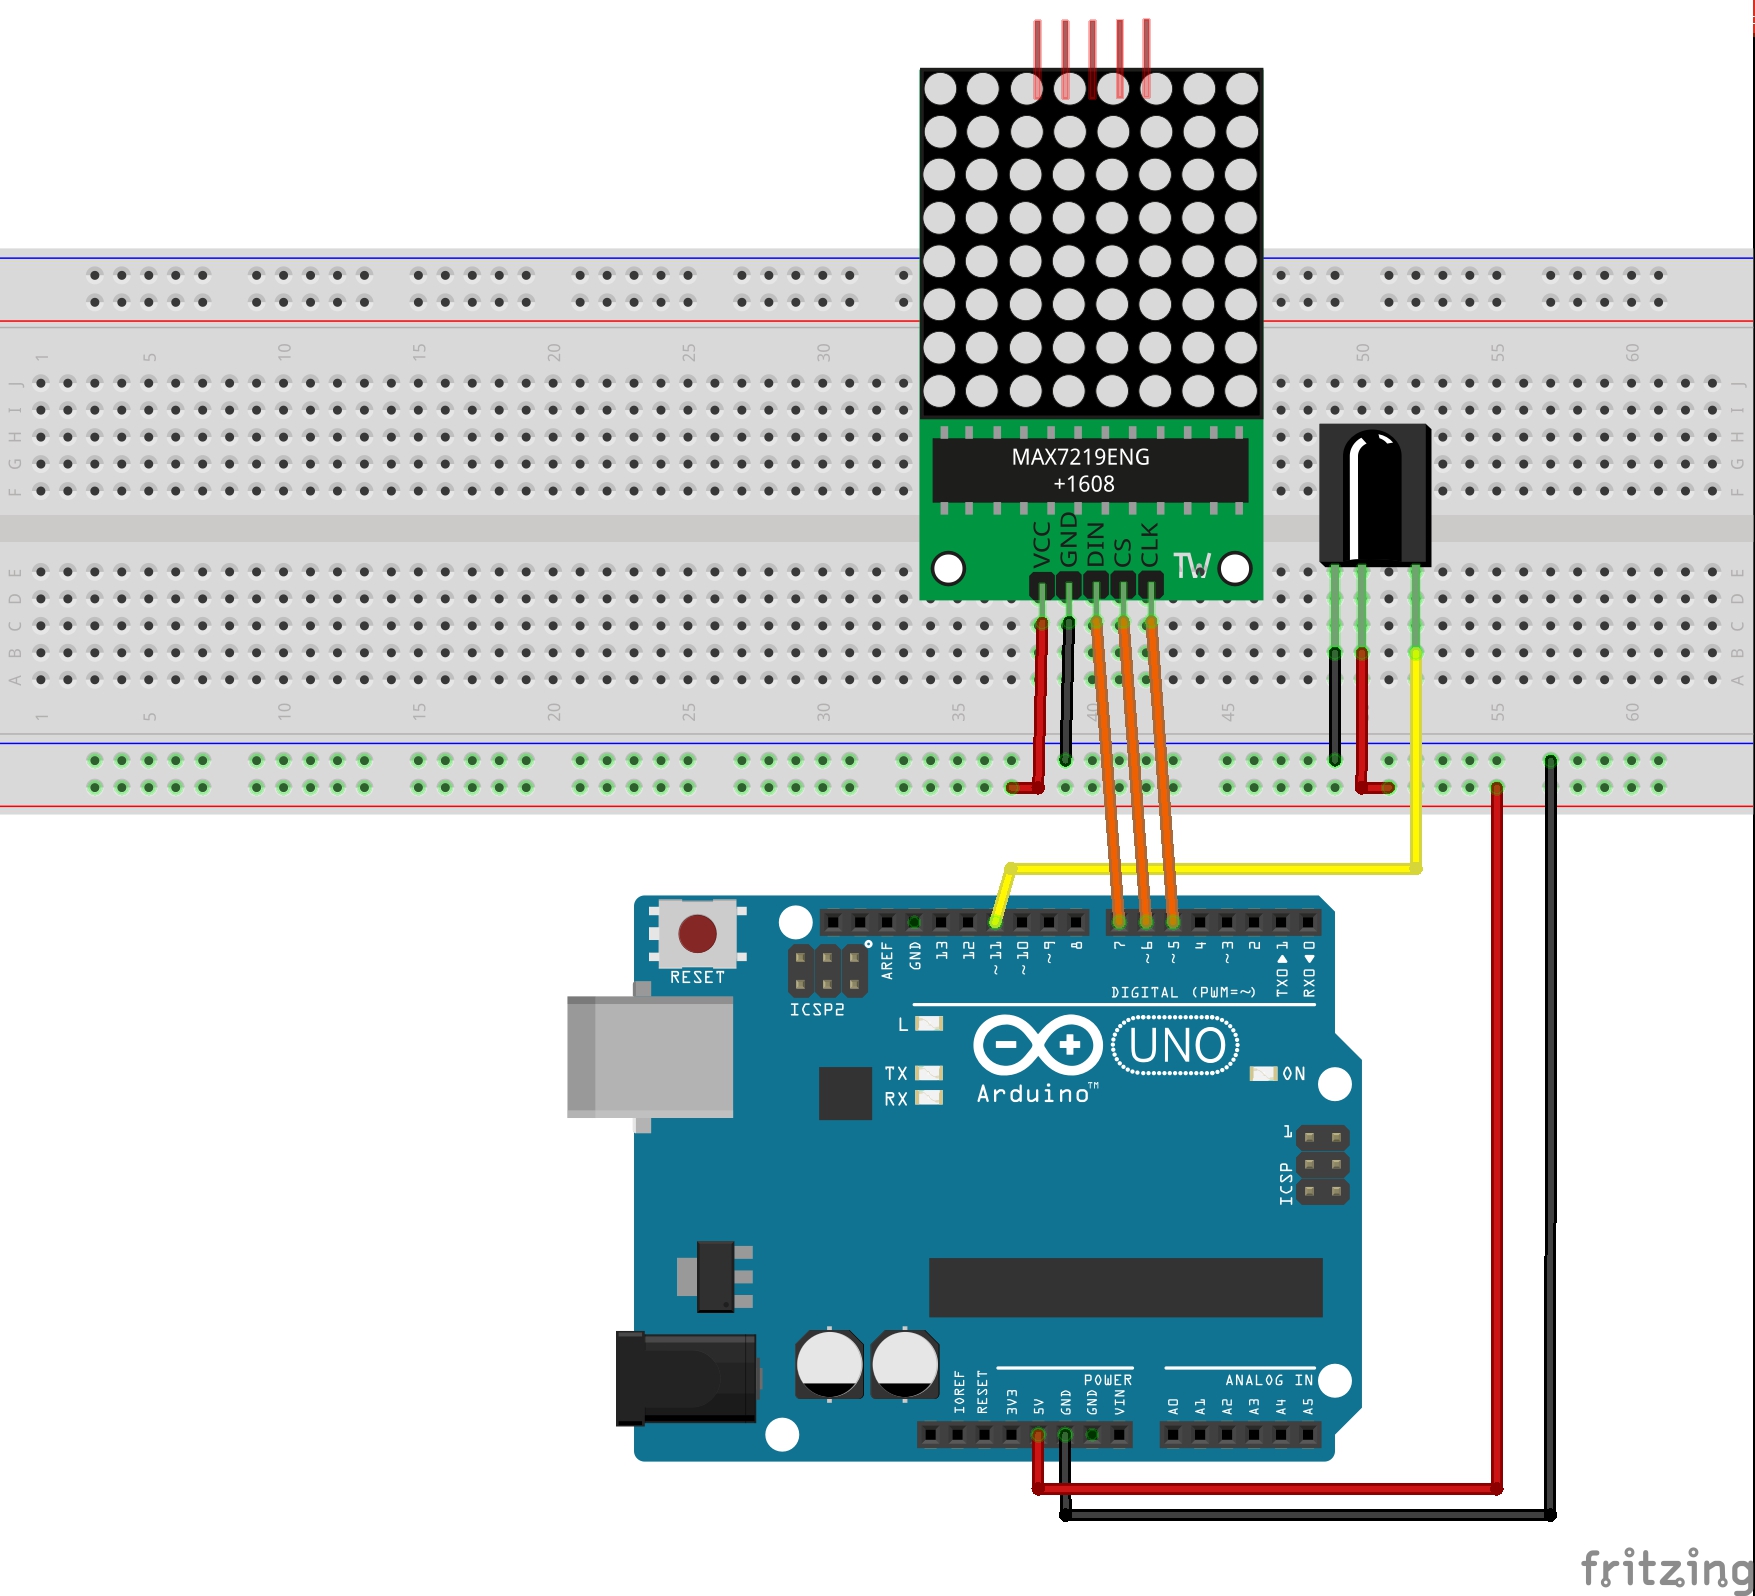 1 5 10 15 20 25 30 50 55 60
J J
I I
H H
G G
F F
MAX7219ENG
+1608
VCC GND DIN CS CLK
TW
E E
D D
C C
B B
A A
1 5 10 15 20 25 30 35 40 45 55 60
RESET
ICSP2
AREF GND 13 12 ~11 ~10 ~9 8 7 ~6 ~5 4 ~3 2 TX0▶1 RX0◀0
DIGITAL (PWM=~)
L
TX
RX
UNO
Arduino™
ON
1
ICSP
POWER
ANALOG IN
IOREF RESET 3V3 5V GND GND VIN A0 A1 A2 A3 A4 A5
fritzing